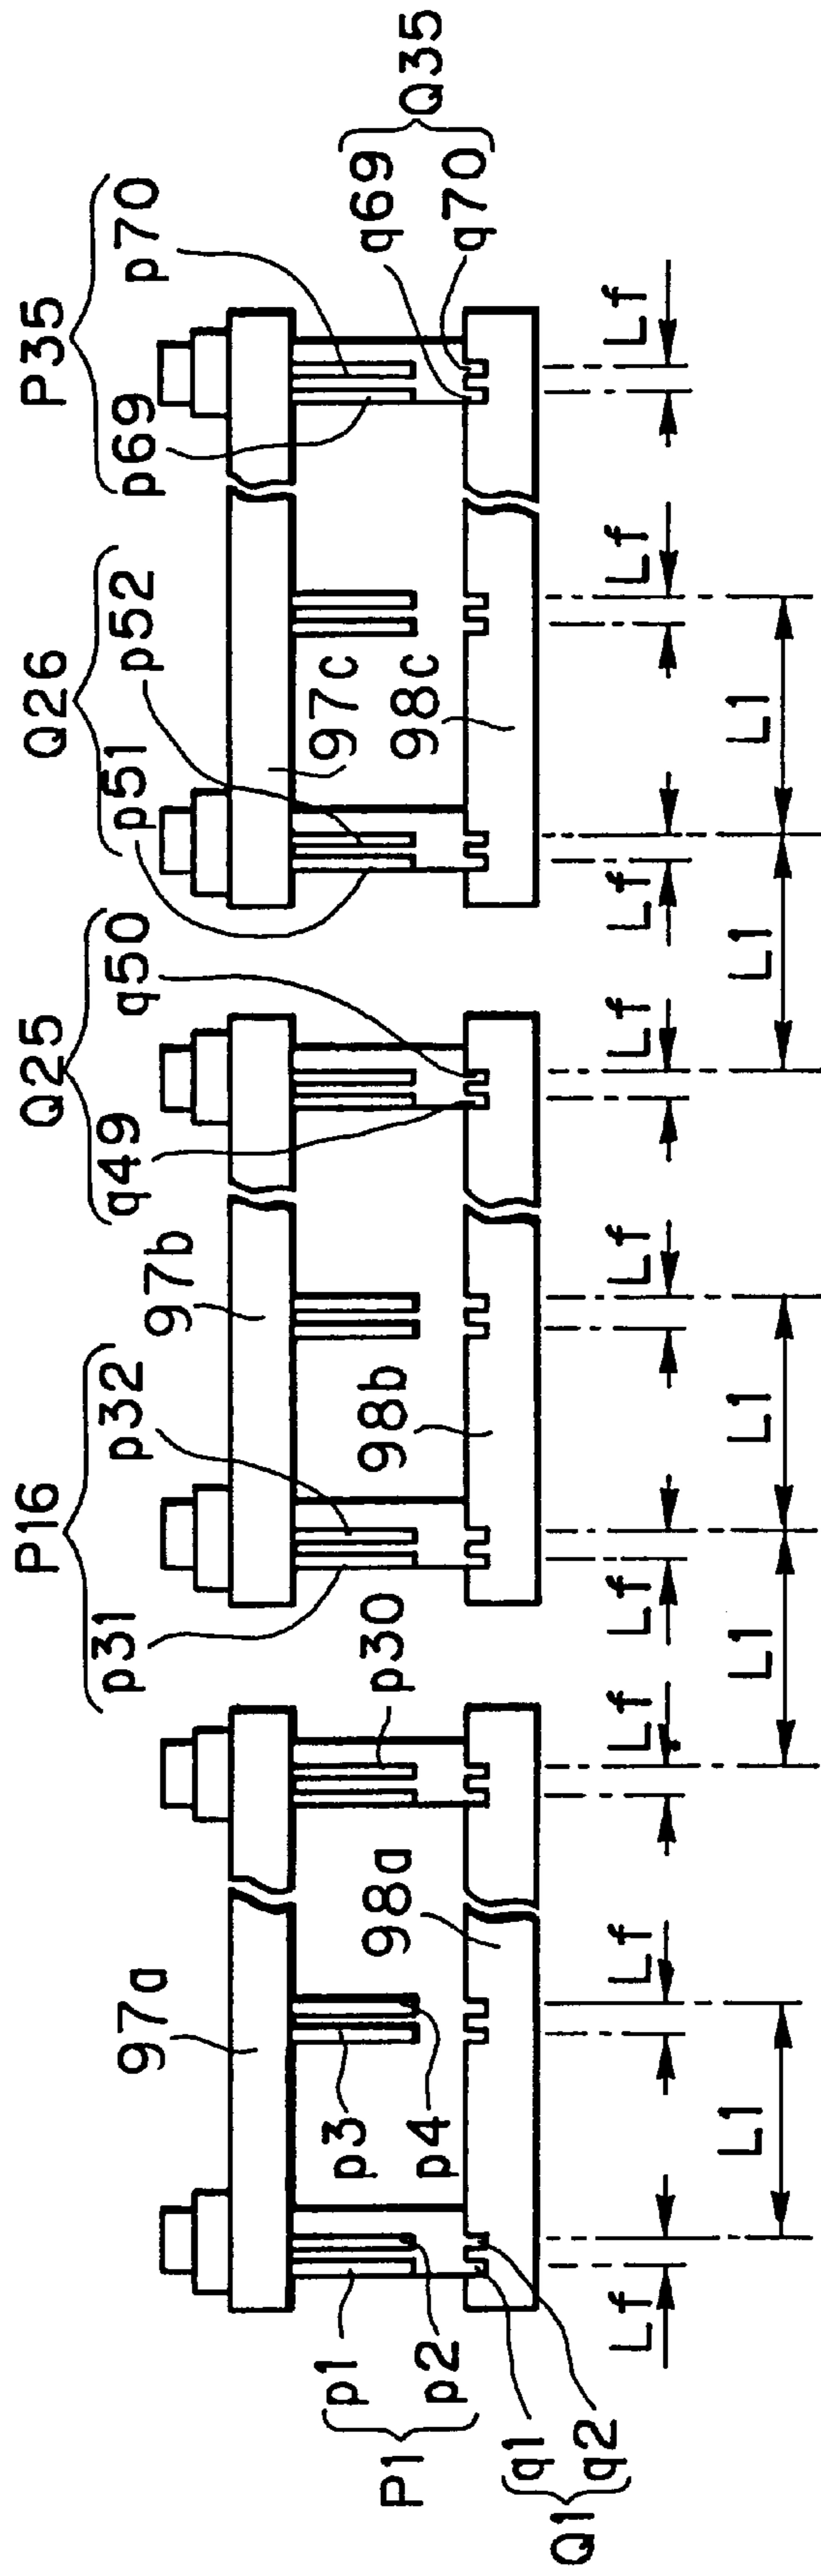 P16
Q25
Q26
P35
p31 p32
q49 q50
p51 p52
p69 p70
97a
97b
97c
p1
p2
P1
p3
p4
p30
98a
98b
98c
q69
q70
Q35
q1
q2
Q1
Lf
Lf
Lf
Lf
Lf
Lf
Lf
Lf
Lf
L1
L1
L1
L1
L1